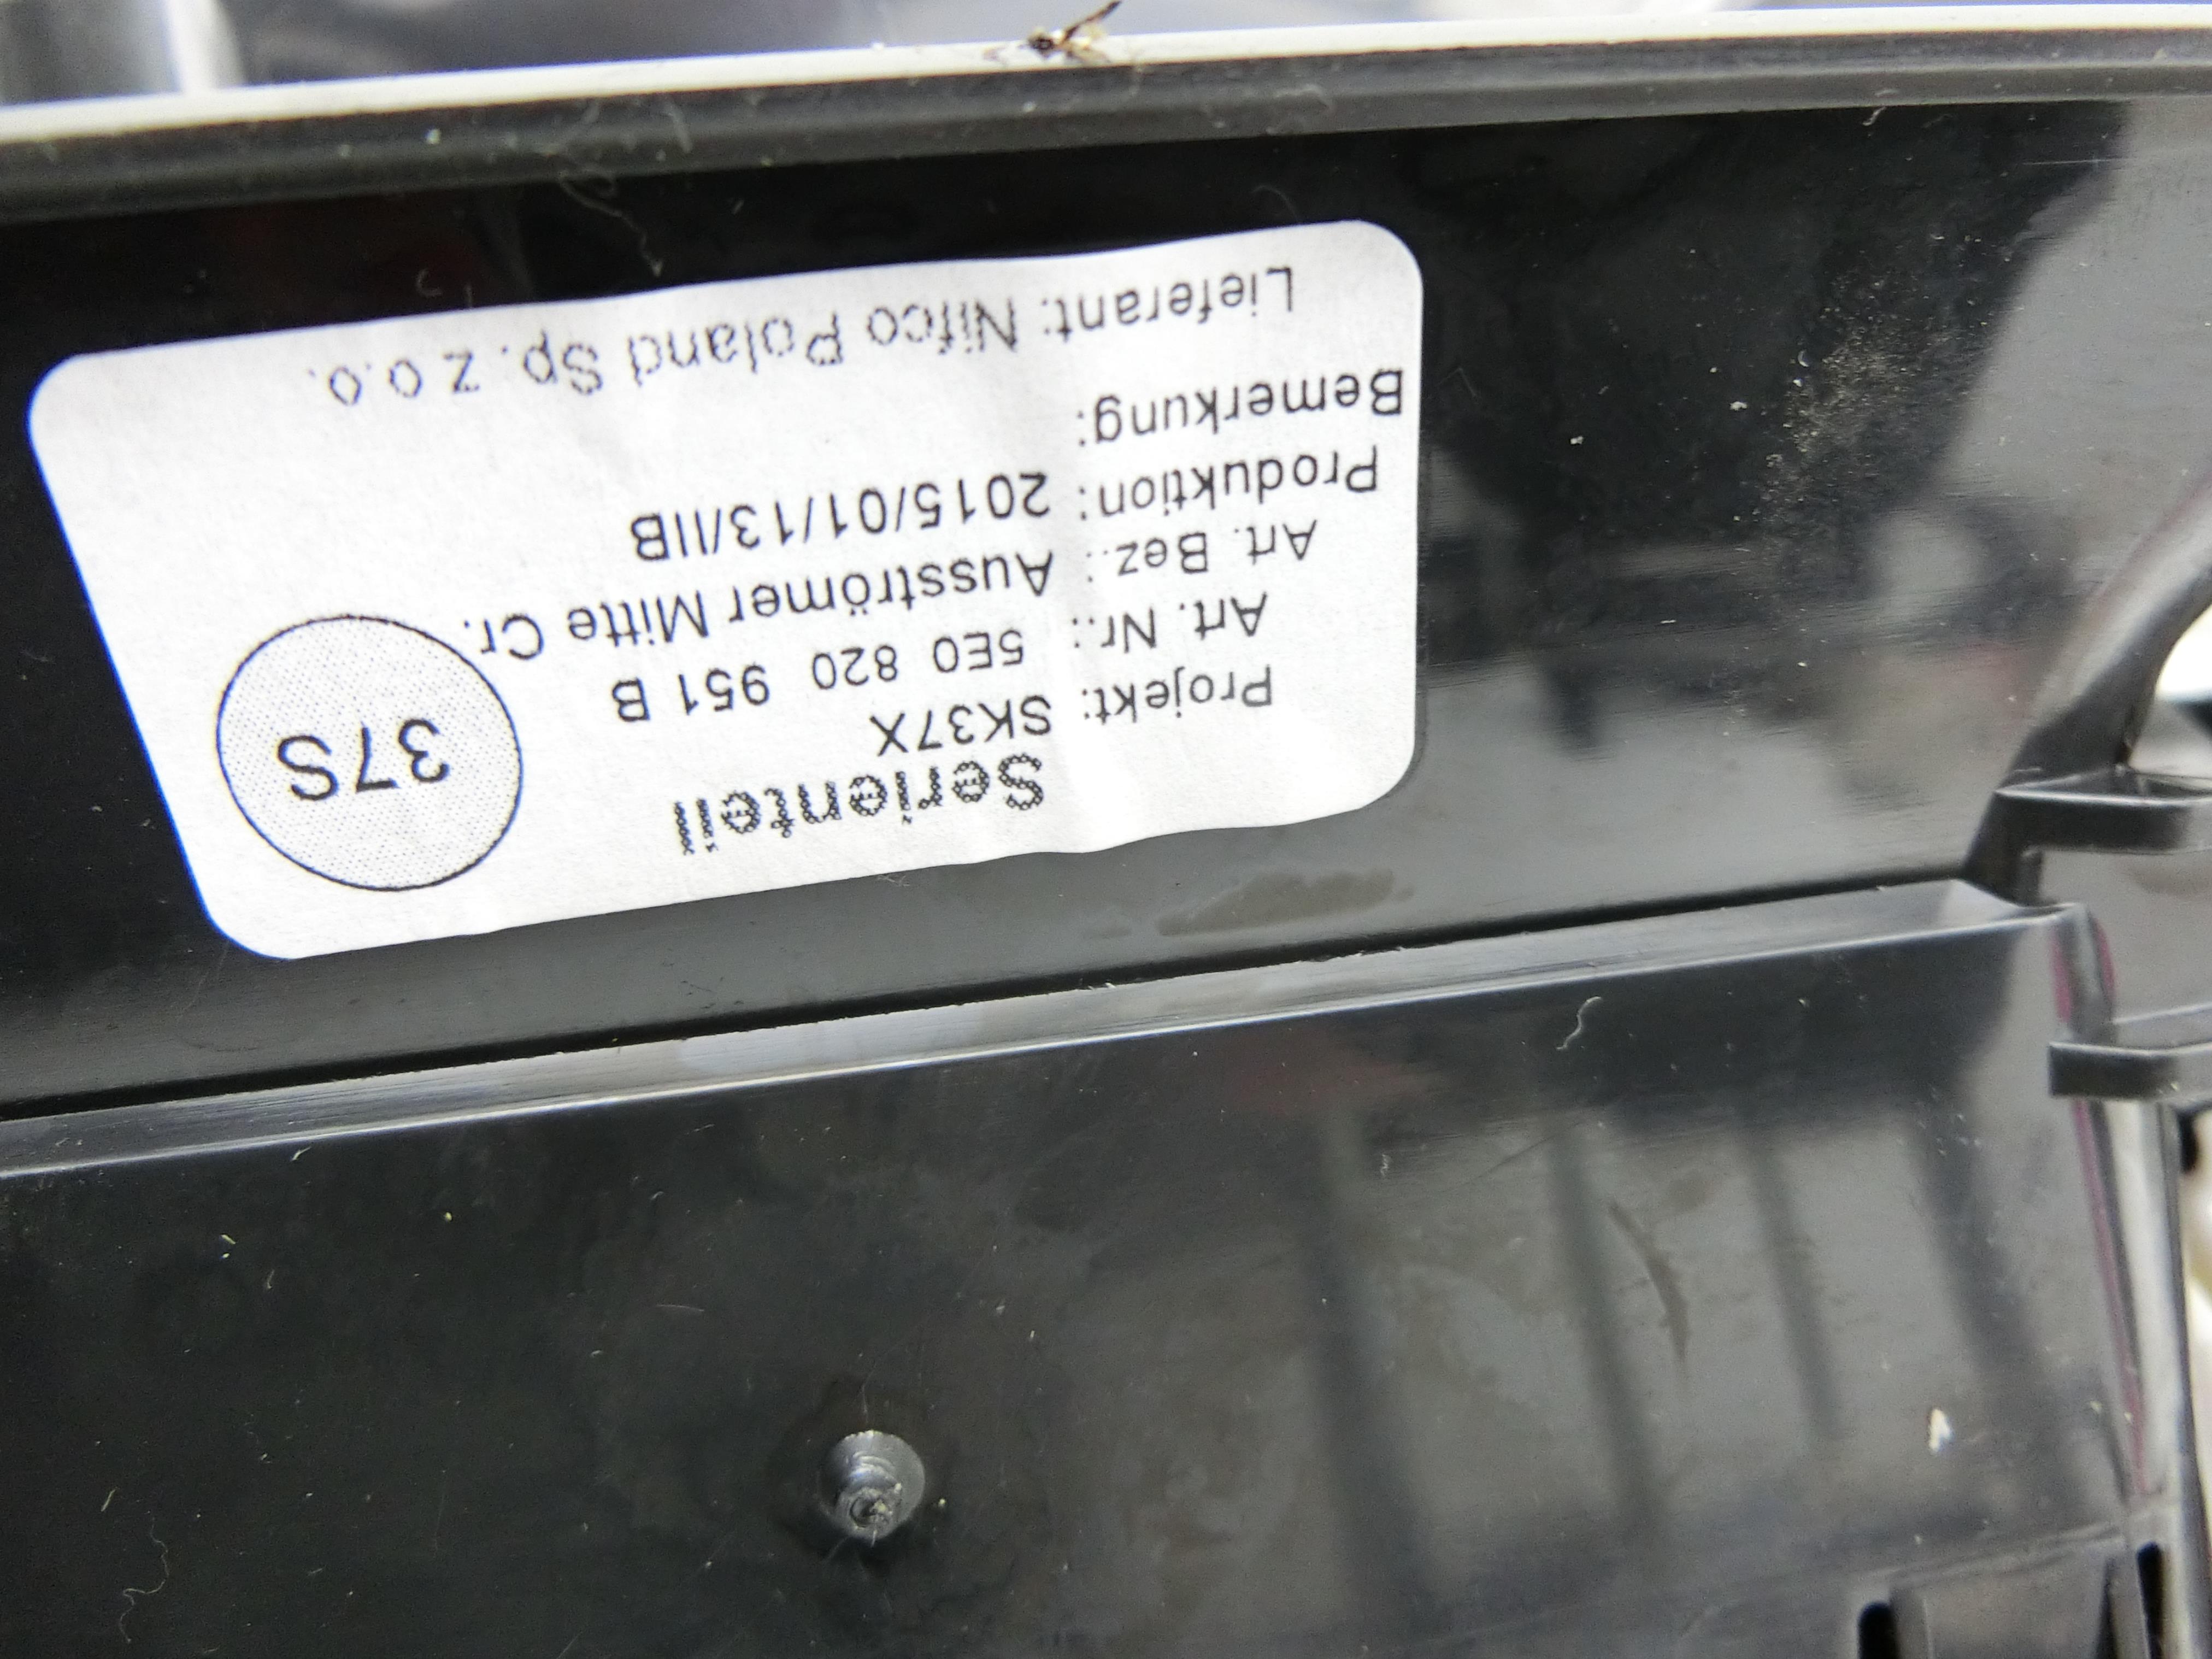 Serienteil
Projekt: SK37X
Art. Nr.: 5E0 820 951 B
Art. Bez.: Ausströmer Mitte Cr.
Produktion: 2015/01/13/IIB
Bemerkung:
Lieferant: Nifco Poland Sp. z o.o.
37S